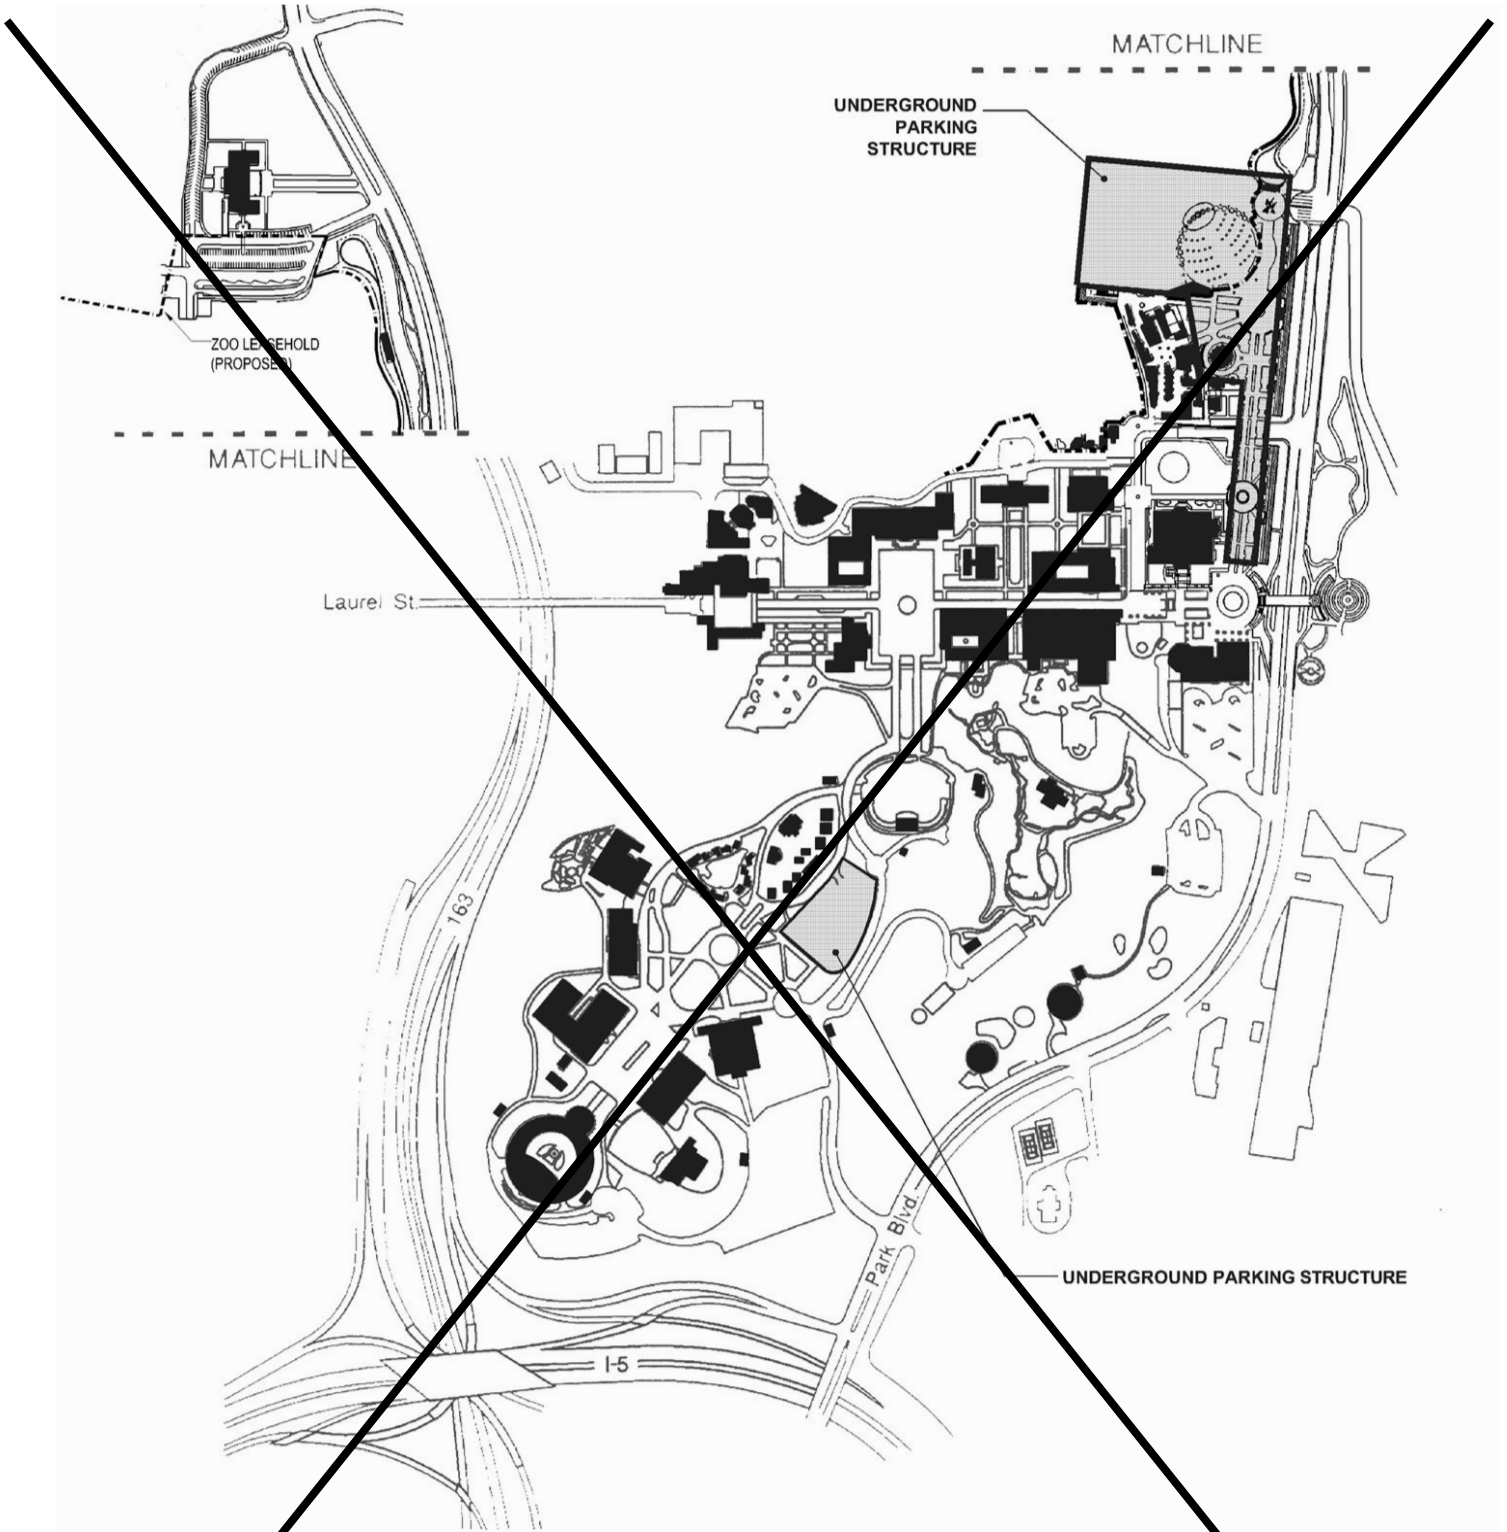 MATCHLINE
UNDERGROUND
PARKING
STRUCTURE
ZOO LEASEHOLD
(PROPOSED)
MATCHLINE
Laurel St.
163
Park Blvd.
UNDERGROUND PARKING STRUCTURE
I-5